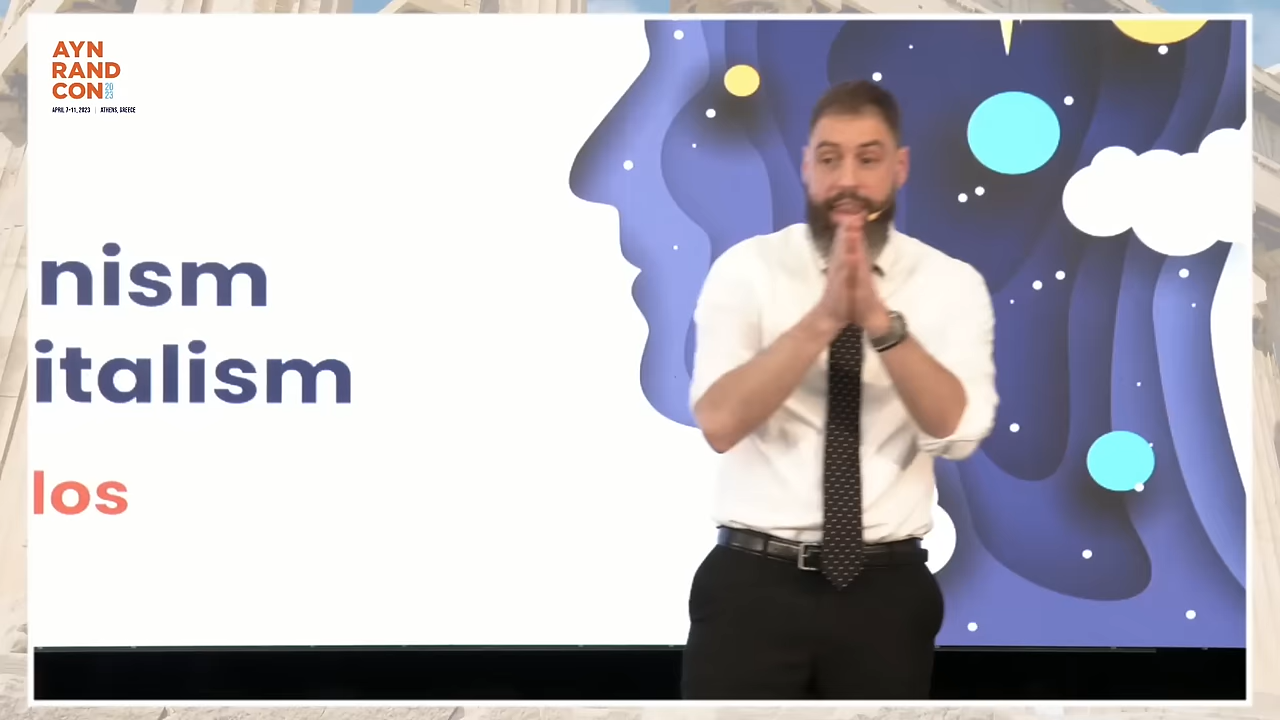 AYN
RAND
CON 20
23
APRIL 7-11, 2023 | ATHENS, GREECE
nism
italism
los